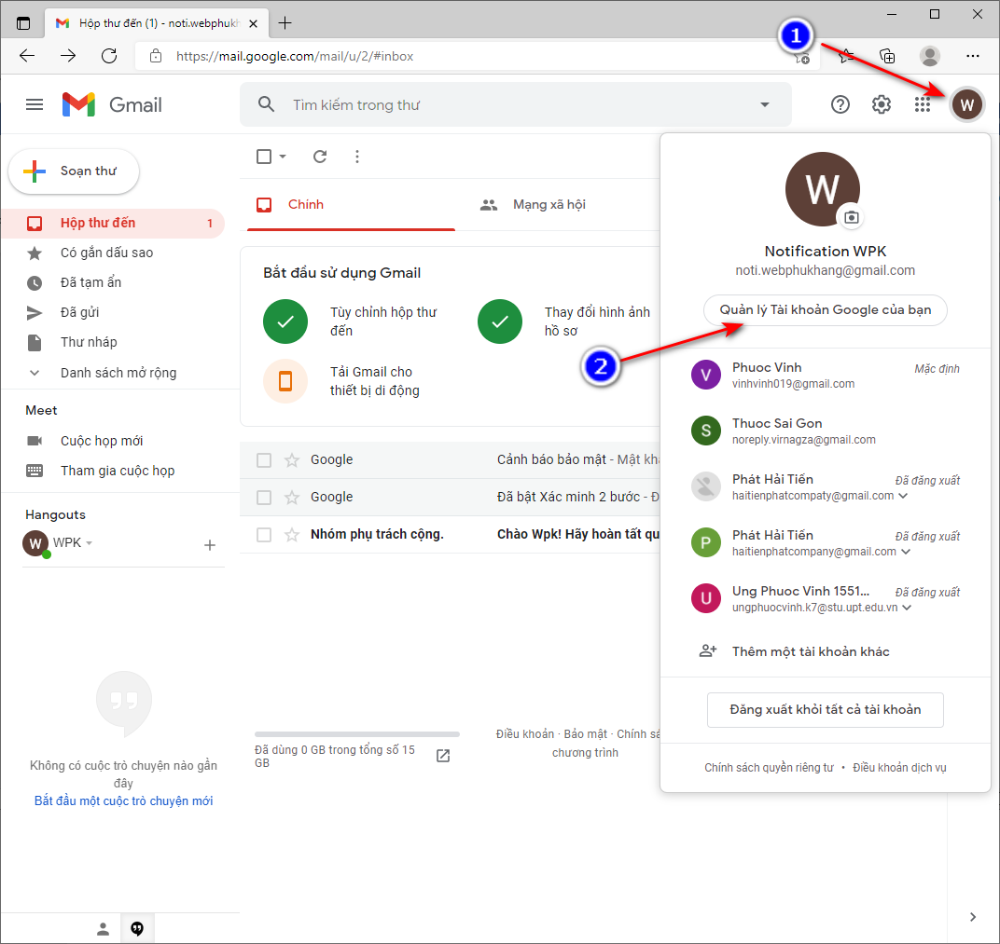 Hộp thư đến (1) - noti.webphukh
https://mail.google.com/mail/u/2/#inbox
1
Gmail
Tìm kiếm trong thư
W
Soạn thư
Hộp thư đến 1
Có gắn dấu sao
Đã tạm ẩn
Đã gửi
Thư nháp
Danh sách mở rộng
Meet
Cuộc họp mới
Tham gia cuộc họp
Hangouts
W WPK
Không có cuộc trò chuyện nào gần
đây
Bắt đầu một cuộc trò chuyện mới
Chính
Mạng xã hội
Bắt đầu sử dụng Gmail
Tùy chỉnh hộp thư
đến
Thay đổi hình ảnh
hồ sơ
Tải Gmail cho
thiết bị di động
Google Cảnh báo bảo mật - Mật kh
Google Đã bật Xác minh 2 bước - Đ
Nhóm phụ trách cộng. Chào Wpk! Hãy hoàn tất qu
Đã dùng 0 GB trong tổng số 15
GB
Điều khoản · Bảo mật · Chính sá
chương trình
W
Notification WPK
noti.webphukhang@gmail.com
Quản lý Tài khoản Google của bạn
2
V
Phuoc Vinh Mặc định
vinhvinh019@gmail.com
S
Thuoc Sai Gon
noreply.virnagza@gmail.com
Phát Hải Tiến Đã đăng xuất
haitienphatcompaty@gmail.com
P
Phát Hải Tiến Đã đăng xuất
haitienphatcompany@gmail.com
U
Ung Phuoc Vinh 1551... Đã đăng xuất
ungphuocvinh.k7@stu.upt.edu.vn
Thêm một tài khoản khác
Đăng xuất khỏi tất cả tài khoản
Chính sách quyền riêng tư • Điều khoản dịch vụ